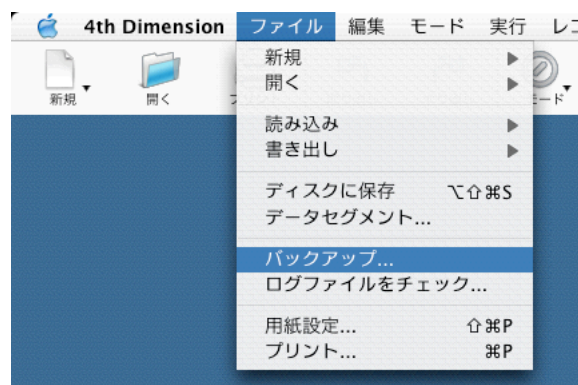 4th Dimension ファイル 編集 モード 実行
新規
開く
新規
開く
読み込み
書き出し
ディスクに保存 ⌥⇧⌘S
データセグメント...
バックアップ...
ログファイルをチェック...
用紙設定... ⇧⌘P
プリント... ⌘P